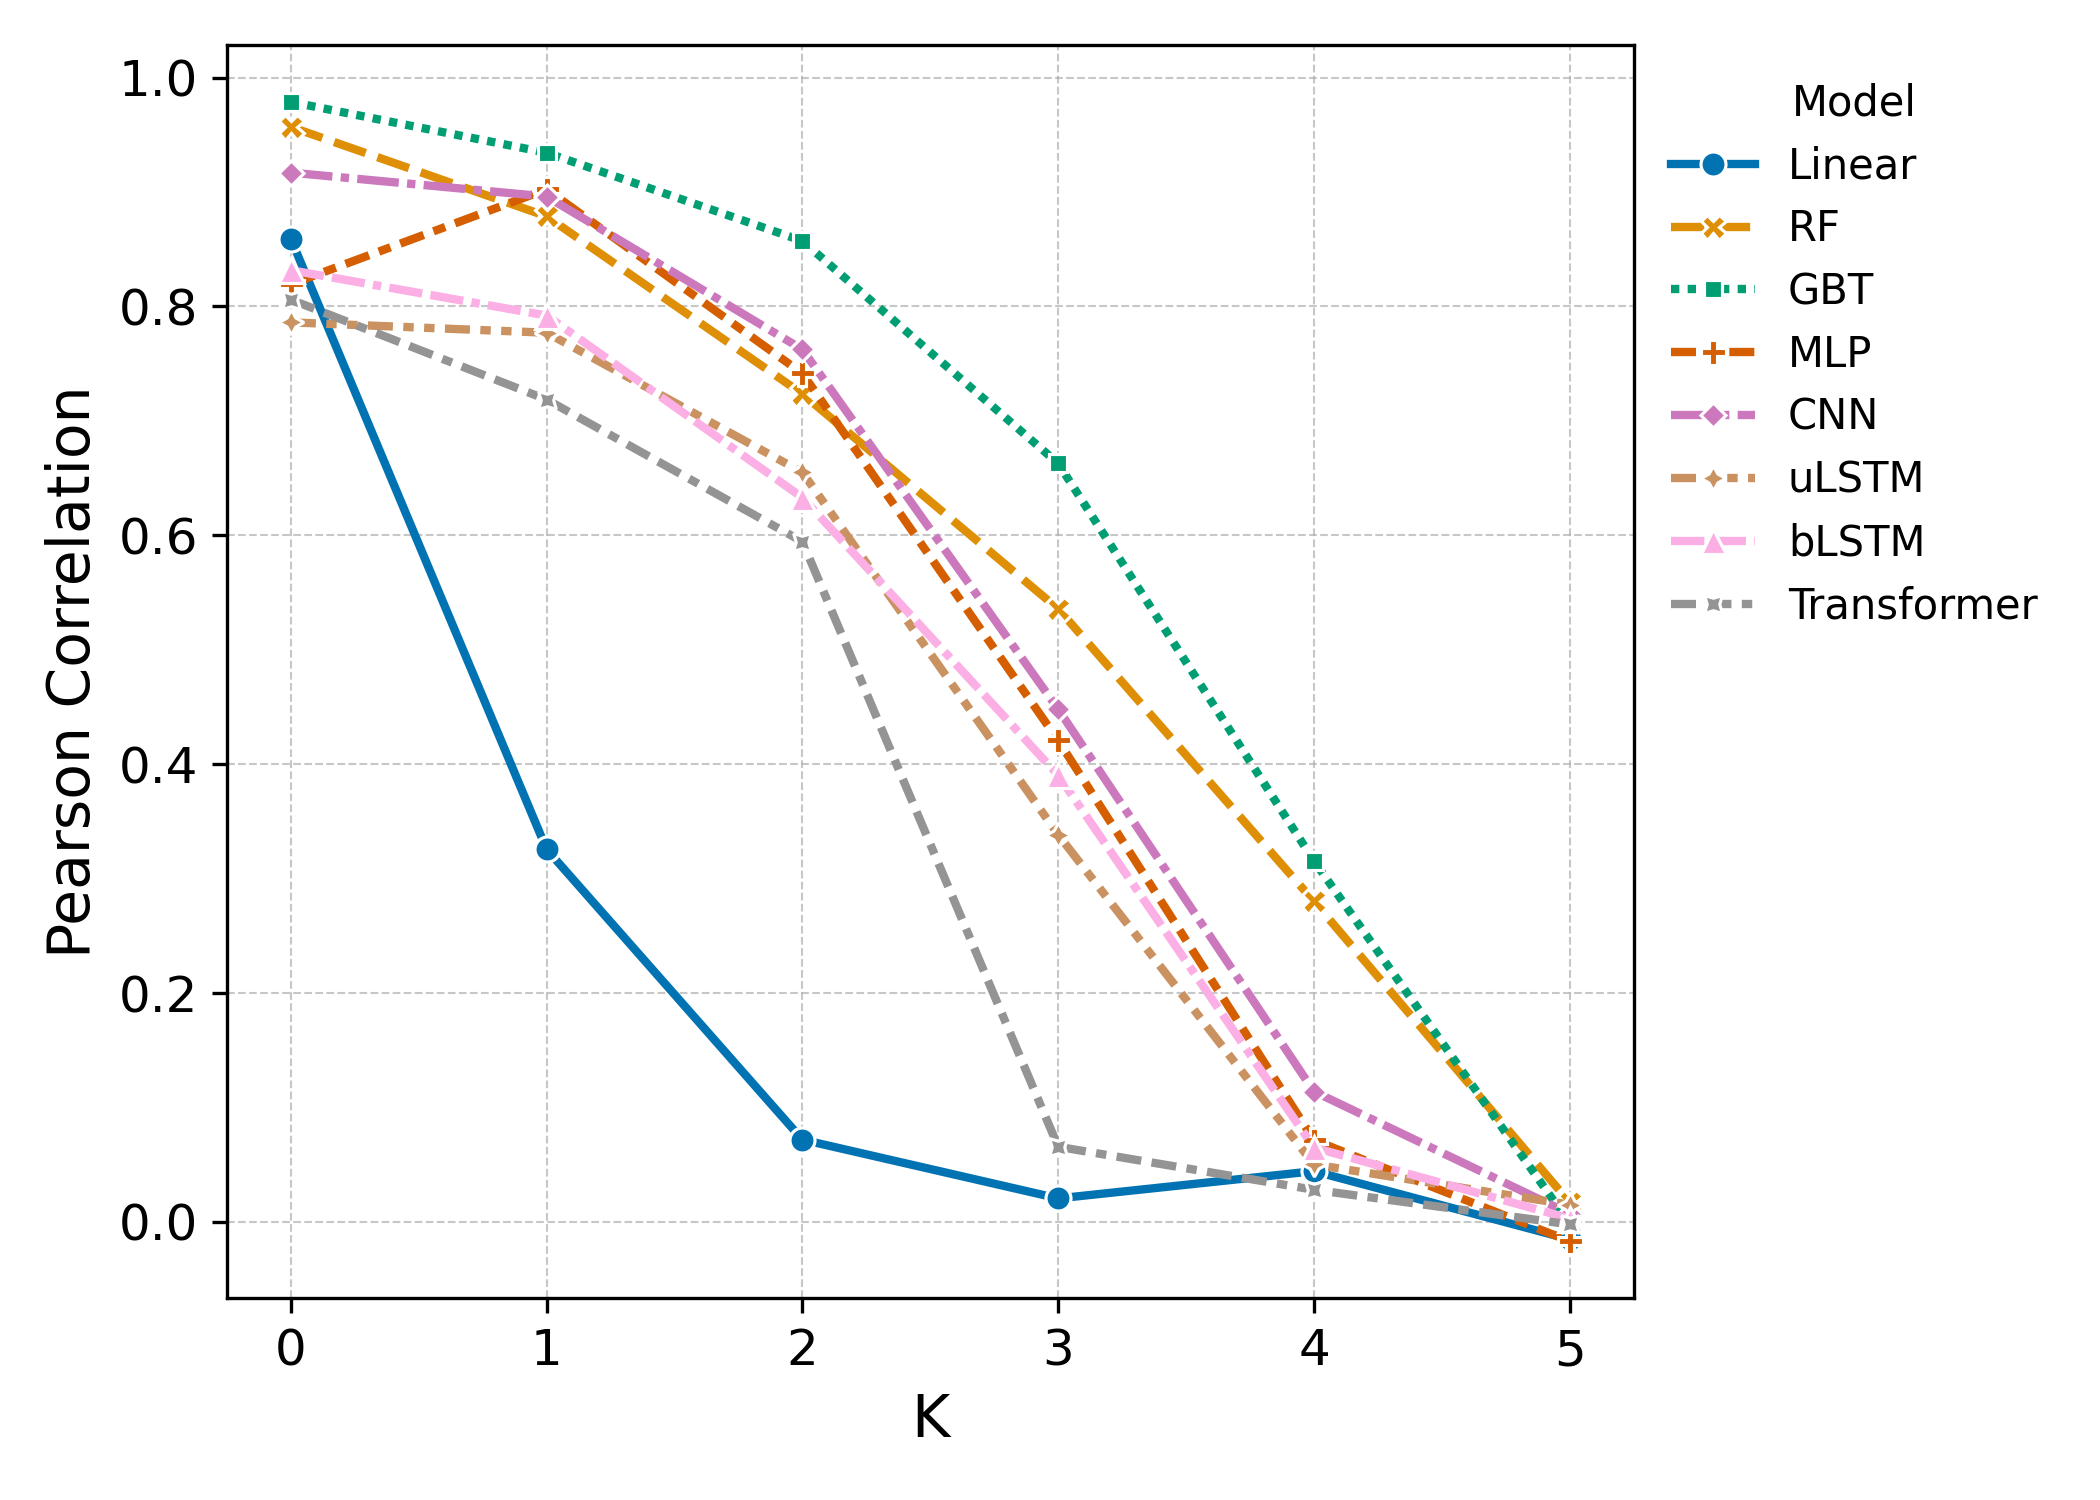 1.0
0.8
0.6
0.4
0.2
0.0
Pearson Correlation
0 1 2 3 4 5
K
Model
Linear
RF
GBT
MLP
CNN
uLSTM
bLSTM
Transformer